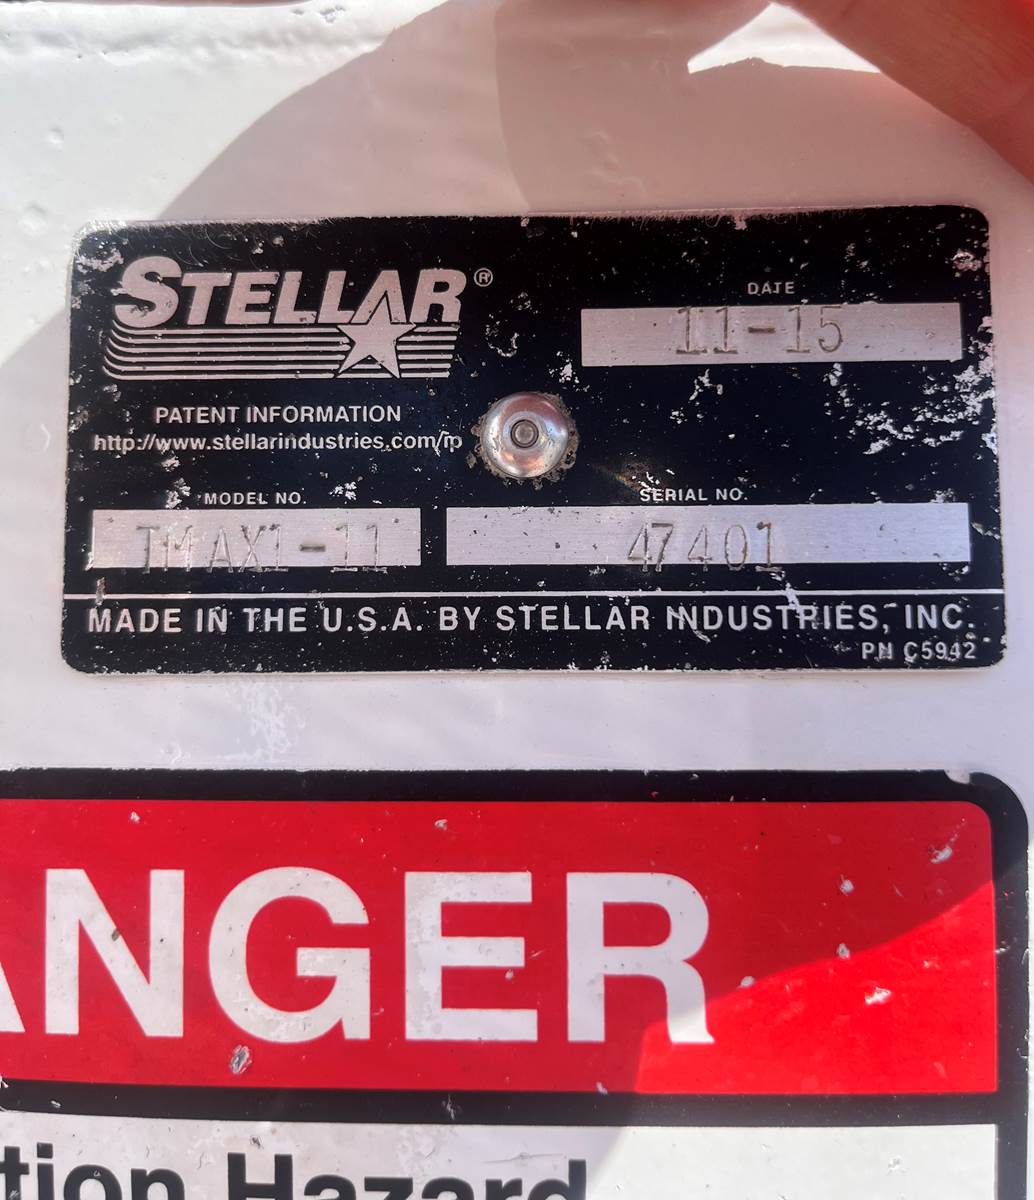 STELLAR®
DATE
11-15
PATENT INFORMATION
http://www.stellarindustries.com/ip
MODEL NO.
TMAX1-11
SERIAL NO.
47401
MADE IN THE U.S.A. BY STELLAR INDUSTRIES, INC.
PN C5942
ANGER
tion Hazard